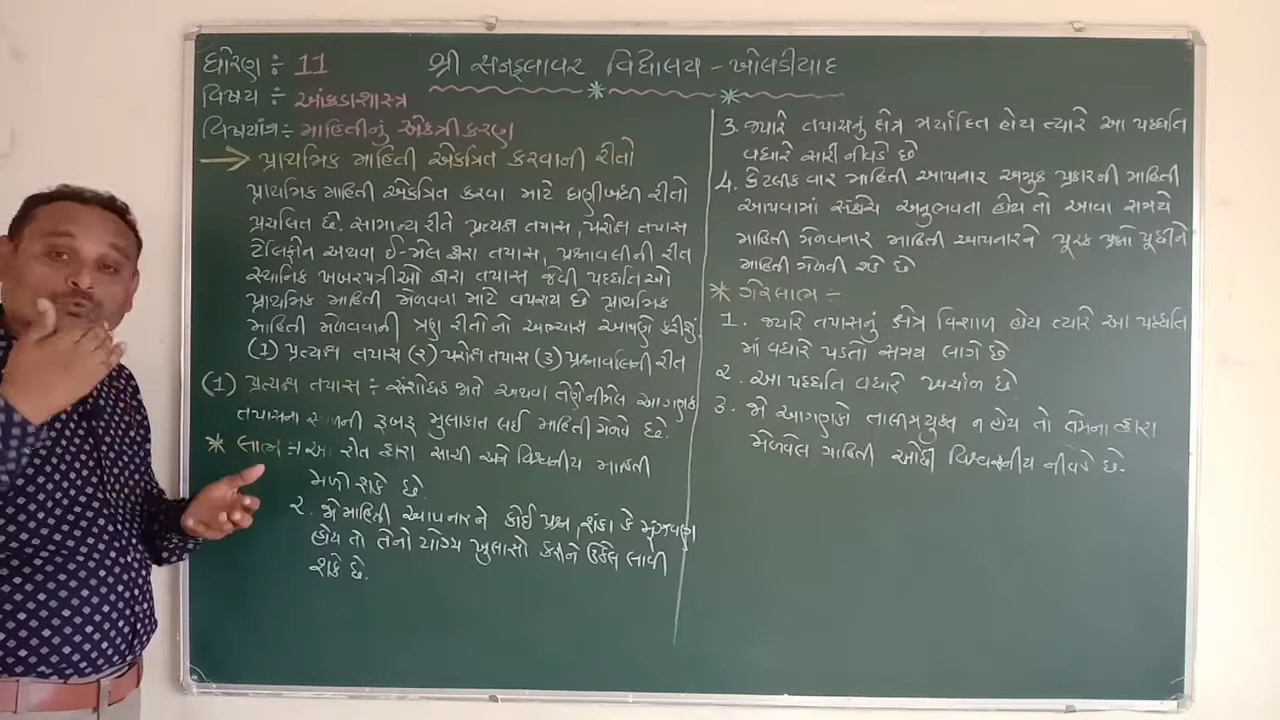 ધોરણ ÷ 11
શ્રી સનફ્લાવર વિદ્યાલય - ખોલડીયાદ
વિષય ÷ આંકડાશાસ્ત્ર
વિષયાંગ ÷ માહિતીનું એકત્રીકરણ
→ પ્રાથમિક માહિતી એકત્રિત કરવાની રીતો
પ્રાથમિક માહિતી એકત્રિત કરવા માટે ઘણીબધી રીતો
પ્રચલિત છે. સામાન્ય રીતે પ્રત્યક્ષ તપાસ, પરોક્ષ તપાસ
ટેલિફોન અથવા ઈ-મેલ દ્વારા તપાસ, પ્રશ્નાવલીની રીત
સ્થાનિક ખબરપત્રીઓ દ્વારા તપાસ જેવી પદ્ધતિઓ
પ્રાથમિક માહિતી મેળવવા માટે વપરાય છે પ્રાથમિક
માહિતી મેળવવાની ત્રણ રીતોનો અભ્યાસ આપણે કરીશું.
(1) પ્રત્યક્ષ તપાસ (૨) પરોક્ષ તપાસ (૩) પ્રશ્નાવલિની રીત
(1) પ્રત્યક્ષ તપાસ ÷ સંશોધક જાતે અથવા તેણે નીમેલ આગણક
તપાસના સ્થળની રૂબરૂ મુલાકાત લઈ માહિતી મેળવે છે.
* લાભ ÷ આ રીત દ્વારા સાચી અને વિશ્વનીય માહિતી
મેળી શકે છે.
૨. જો માહિતી આપનારને કોઈ પ્રશ્ન, શંકા કે મૂંઝવણ
હોય તો તેનો યોગ્ય ખુલાસો કરીને ઉકેલ લાવી
શકે છે.
3. જ્યારે તપાસનું ક્ષેત્ર મર્યાદિત હોય ત્યારે આ પદ્ધતિ
વધારે સારી નીવડે છે
4. કેટલીક વાર માહિતી આપનાર અમુક પ્રકારની માહિતી
આપવામાં સંકોચ અનુભવતા હોય તો આવા સમયે
માહિતી મેળવનાર માહિતી આપનારને પૂરક પ્રશ્નો પૂછીને
માહિતી મેળવી શકે છે
* ગેરલાભ ÷
1. જ્યારે તપાસનું ક્ષેત્ર વિશાળ હોય ત્યારે આ પદ્ધતિ
માં વધારે પડતો સમય લાગે છે
૨. આ પદ્ધતિ વધારે ખર્ચાળ છે
૩. જો આગણકો તાલીમયુક્ત ન હોય તો તેમના દ્વારા
મેળવેલ માહિતી ઓછી વિશ્વસનીય નીવડે છે.